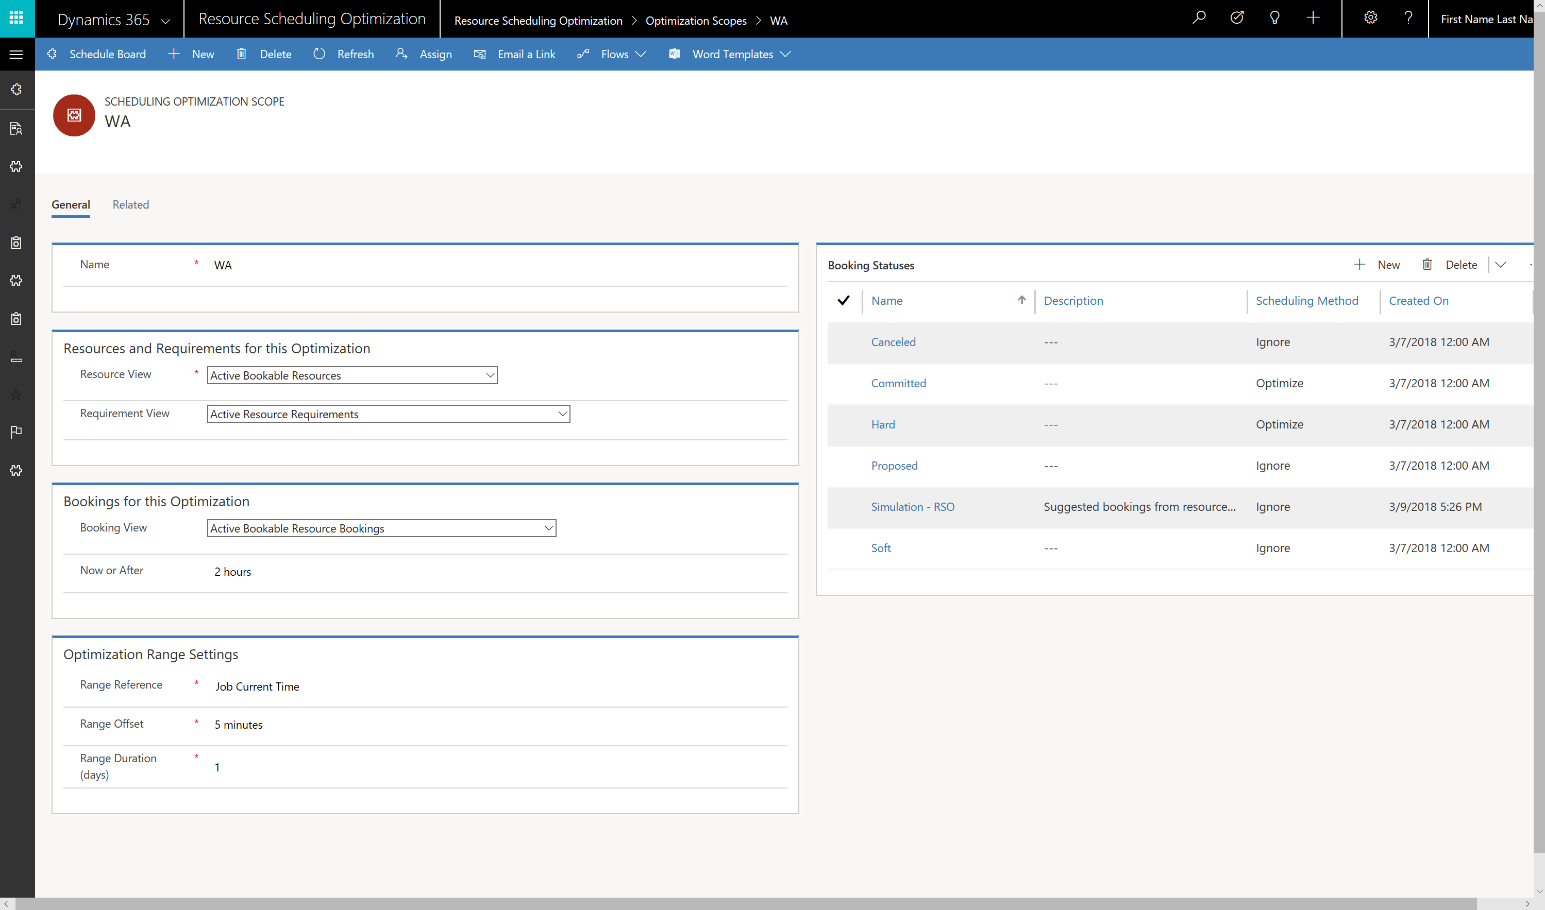 Dynamics 365
Resource Scheduling Optimization
Resource Scheduling Optimization > Optimization Scopes > WA
? First Name Last Na
Schedule Board + New Delete Refresh Assign Email a Link Flows Word Templates
SCHEDULING OPTIMIZATION SCOPE
WA
General Related
Name * WA
Resources and Requirements for this Optimization
Resource View * Active Bookable Resources
Requirement View Active Resource Requirements
Bookings for this Optimization
Booking View Active Bookable Resource Bookings
Now or After 2 hours
Optimization Range Settings
Range Reference * Job Current Time
Range Offset * 5 minutes
Range Duration * 1
(days)
Booking Statuses + New Delete
Name Description Scheduling Method Created On
Canceled --- Ignore 3/7/2018 12:00 AM
Committed --- Optimize 3/7/2018 12:00 AM
Hard --- Optimize 3/7/2018 12:00 AM
Proposed --- Ignore 3/7/2018 12:00 AM
Simulation - RSO Suggested bookings from resource... Ignore 3/9/2018 5:26 PM
Soft --- Ignore 3/7/2018 12:00 AM